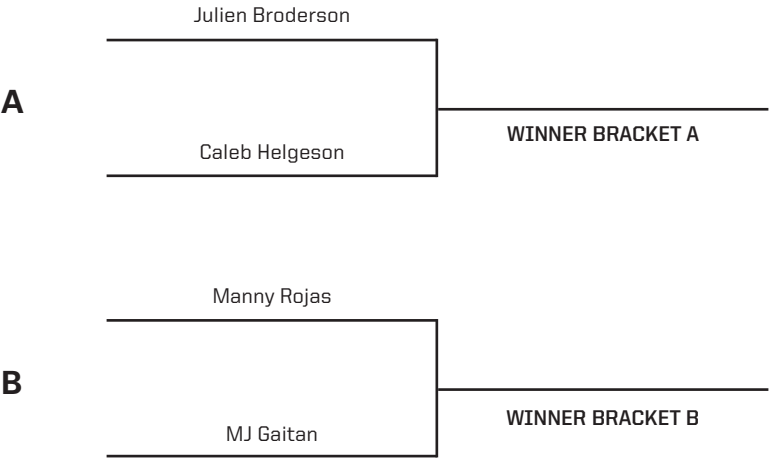 Julien Broderson
A
WINNER BRACKET A
Caleb Helgeson
Manny Rojas
B
WINNER BRACKET B
MJ Gaitan